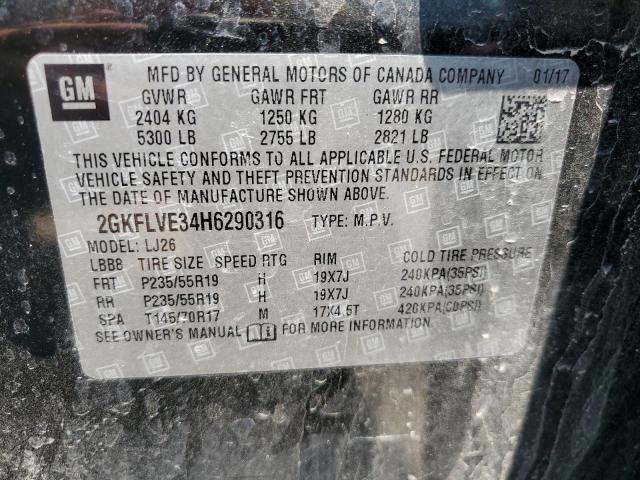 GM MFD BY GENERAL MOTORS OF CANADA COMPANY 01/17
GVWR GAWR FRT GAWR RR
2404 KG 1250 KG 1280 KG
5300 LB 2755 LB 2821 LB
THIS VEHICLE CONFORMS TO ALL APPLICABLE U.S. FEDERAL MOTOR
VEHICLE SAFETY AND THEFT PREVENTION STANDARDS IN EFFECT ON
THE DATE OF MANUFACTURE SHOWN ABOVE.
2GKFLVE34H6290316 TYPE: M.P.V.
MODEL: LJ26
LBB8 TIRE SIZE SPEED RTG RIM COLD TIRE PRESSURE
FRT P235/55R19 H 19X7J 240KPA(35PSI)
RR P235/55R19 H 19X7J 240KPA(35PSI)
SPA T145/70R17 M 17X4.5T 420KPA(60PSI)
SEE OWNER'S MANUAL FOR MORE INFORMATION